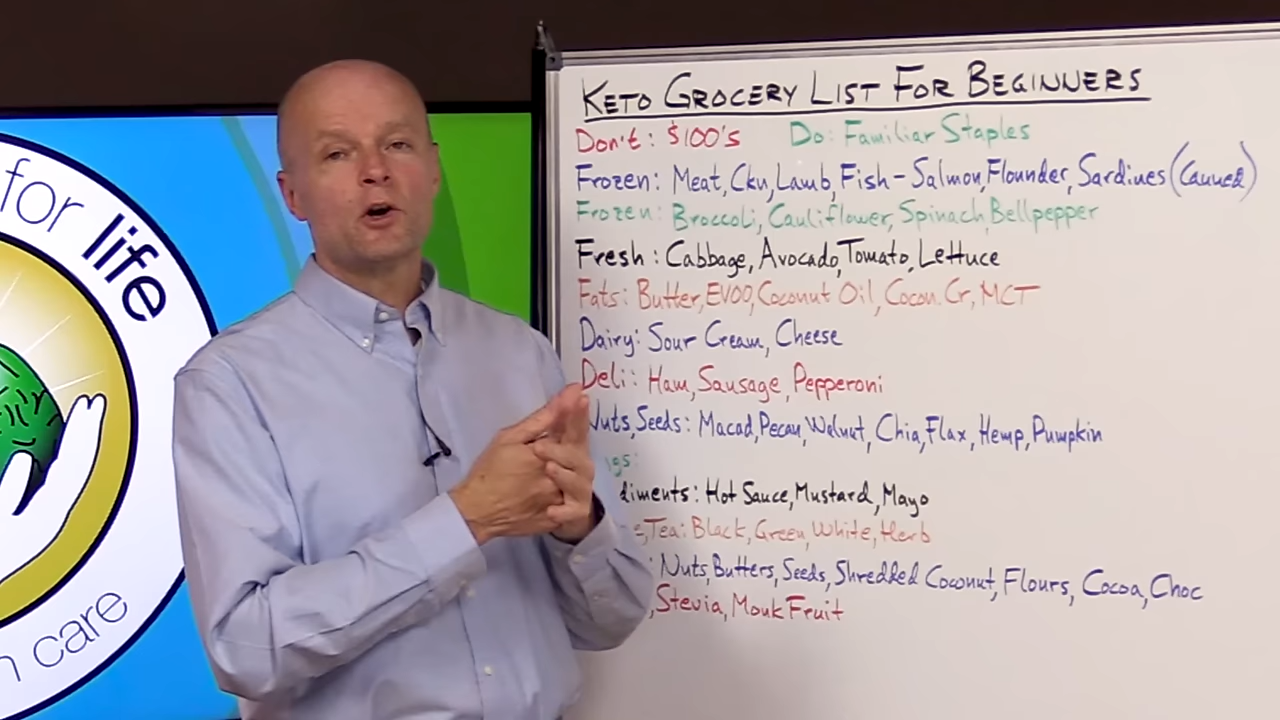 for life
n care
KETO GROCERY LIST FOR BEGINNERS
Don't: $100's Do: Familiar Staples
Frozen: Meat, Ckn, Lamb, Fish - Salmon, Flounder, Sardines (Canned)
Frozen: Broccoli, Cauliflower, Spinach, Bellpepper
Fresh: Cabbage, Avocado, Tomato, Lettuce
Fats: Butter, EVOO, Coconut Oil, Cocon. Cr, MCT
Dairy: Sour Cream, Cheese
Deli: Ham, Sausage, Pepperoni
Nuts, Seeds: Macad, Pecan, Walnut, Chia, Flax, Hemp, Pumpkin
gs:
diments: Hot Sauce, Mustard, Mayo
e, Tea: Black, Green, White, Herb
: Nuts, Butters, Seeds, Shredded Coconut, Flours, Cocoa, Choc
, Stevia, Monk Fruit